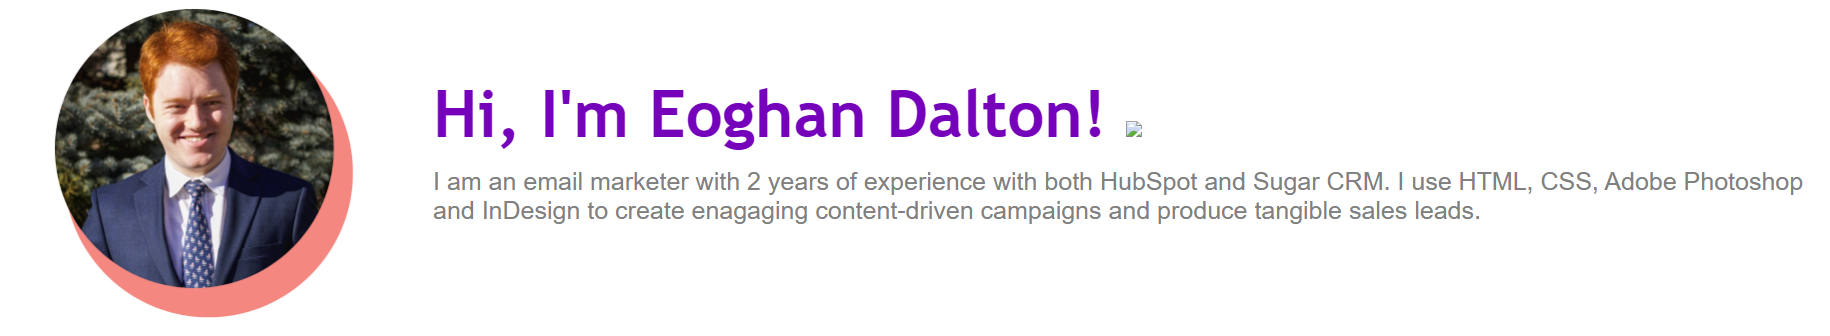 Hi, I'm Eoghan Dalton!
I am an email marketer with 2 years of experience with both HubSpot and Sugar CRM. I use HTML, CSS, Adobe Photoshop
and InDesign to create enagaging content-driven campaigns and produce tangible sales leads.